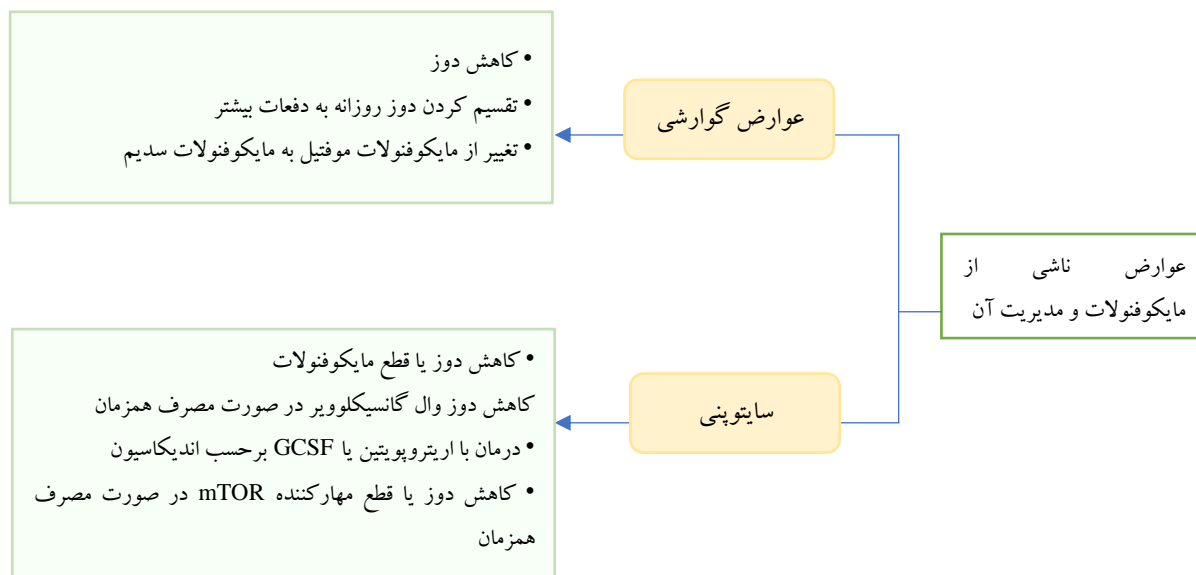 عوارض ناشی از
مایکوفنولات و مدیریت آن
عوارض گوارشی
• کاهش دوز
• تقسیم کردن دوز روزانه به دفعات بیشتر
• تغییر از مایکوفنولات موفتیل به مایکوفنولات سدیم
سایتوپنی
• کاهش دوز یا قطع مایکوفنولات
کاهش دوز وال گانسیکلوویر در صورت مصرف همزمان
• درمان با اریتروپویتین یا GCSF برحسب اندیکاسیون
• کاهش دوز یا قطع مهارکننده mTOR در صورت مصرف
همزمان